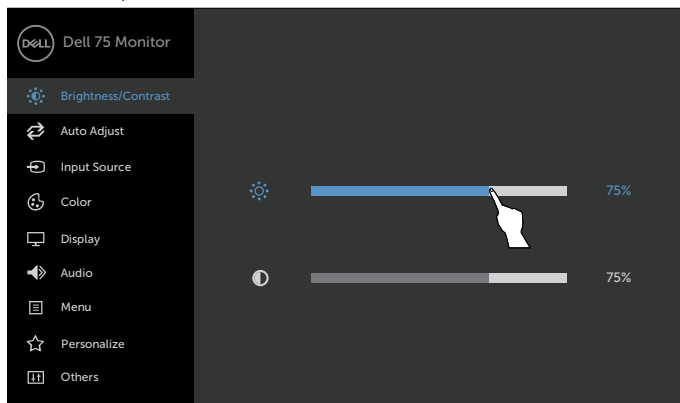 DELL
Dell 75 Monitor
Brightness/Contrast
Auto Adjust
Input Source
Color
Display
Audio
Menu
Personalize
Others
75%
75%